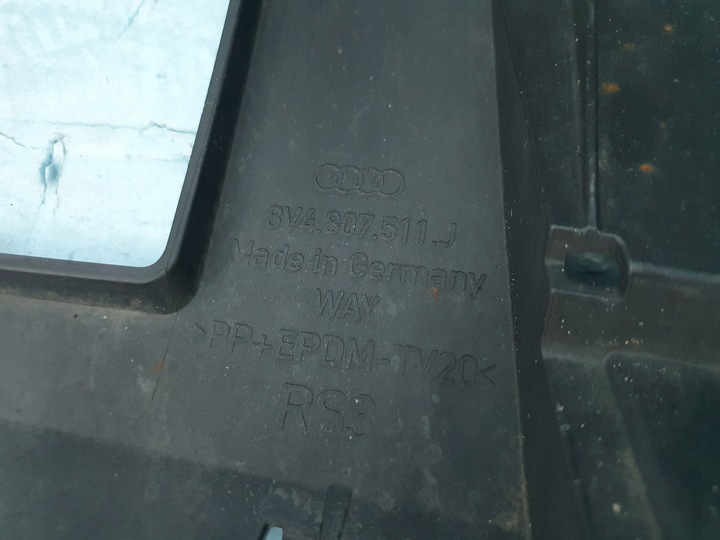 8V4.807.511.J
Made in Germany
WAY
>PP+EPDM-TV20<
RS3